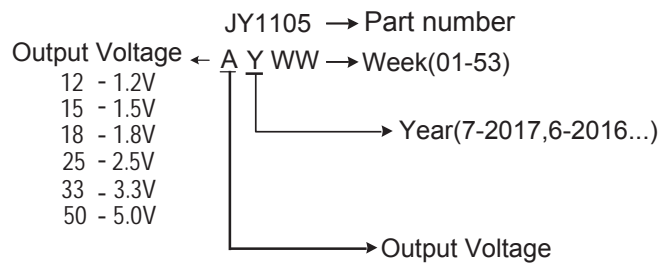 JY1105 → Part number
Output Voltage ← A Y WW → Week(01-53)
12 - 1.2V
15 - 1.5V
18 - 1.8V
25 - 2.5V
33 - 3.3V
50 - 5.0V
Year(7-2017,6-2016...)
Output Voltage